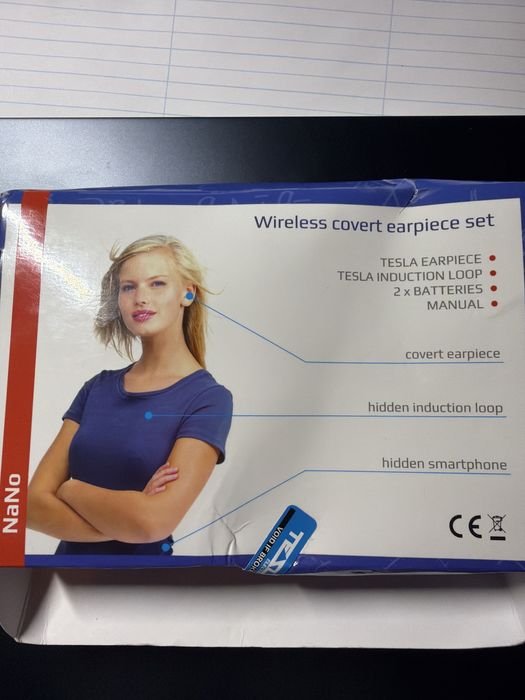 Wireless covert earpiece set
TESLA EARPIECE
TESLA INDUCTION LOOP
2 x BATTERIES
MANUAL
covert earpiece
hidden induction loop
hidden smartphone
NaNo
CE
VOID IF BROK